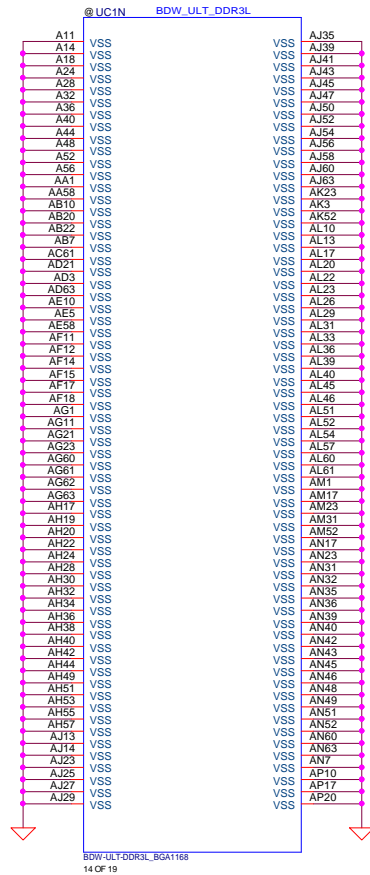 @ UC1N BDW_ULT_DDR3L
A11 VSS VSS AJ35
A14 VSS VSS AJ39
A18 VSS VSS AJ41
A24 VSS VSS AJ43
A28 VSS VSS AJ45
A32 VSS VSS AJ47
A36 VSS VSS AJ50
A40 VSS VSS AJ52
A44 VSS VSS AJ54
A48 VSS VSS AJ56
A52 VSS VSS AJ58
A56 VSS VSS AJ60
AA1 VSS VSS AJ63
AA58 VSS VSS AK23
AB10 VSS VSS AK3
AB20 VSS VSS AK52
AB22 VSS VSS AL10
AB7 VSS VSS AL13
AC61 VSS VSS AL17
AD21 VSS VSS AL20
AD3 VSS VSS AL22
AD63 VSS VSS AL23
AE10 VSS VSS AL26
AE5 VSS VSS AL29
AE58 VSS VSS AL31
AF11 VSS VSS AL33
AF12 VSS VSS AL36
AF14 VSS VSS AL39
AF15 VSS VSS AL40
AF17 VSS VSS AL45
AF18 VSS VSS AL46
AG1 VSS VSS AL51
AG11 VSS VSS AL52
AG21 VSS VSS AL54
AG23 VSS VSS AL57
AG60 VSS VSS AL60
AG61 VSS VSS AL61
AG62 VSS VSS AM1
AG63 VSS VSS AM17
AH17 VSS VSS AM23
AH19 VSS VSS AM31
AH20 VSS VSS AM52
AH22 VSS VSS AN17
AH24 VSS VSS AN23
AH28 VSS VSS AN31
AH30 VSS VSS AN32
AH32 VSS VSS AN35
AH34 VSS VSS AN36
AH36 VSS VSS AN39
AH38 VSS VSS AN40
AH40 VSS VSS AN42
AH42 VSS VSS AN43
AH44 VSS VSS AN45
AH49 VSS VSS AN46
AH51 VSS VSS AN48
AH53 VSS VSS AN49
AH55 VSS VSS AN51
AH57 VSS VSS AN52
AJ13 VSS VSS AN60
AJ14 VSS VSS AN63
AJ23 VSS VSS AN7
AJ25 VSS VSS AP10
AJ27 VSS VSS AP17
AJ29 VSS VSS AP20
BDW-ULT-DDR3L_BGA1168
14 OF 19